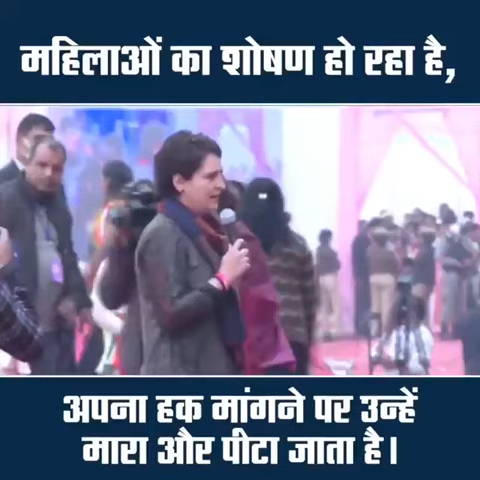 महिलाओं का शोषण हो रहा है,
अपना हक मांगने पर उन्हें
मारा और पीटा जाता है।